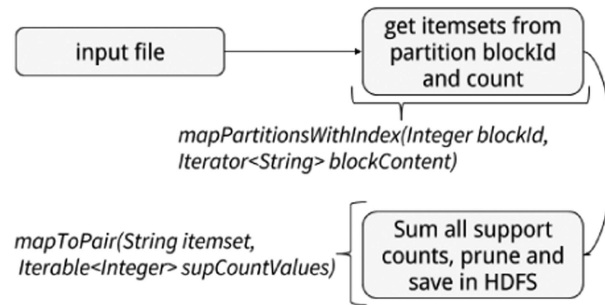 input file
get itemsets from
partition blockId
and count
mapPartitionsWithIndex(Integer blockId,
Iterator<String> blockContent)
mapToPair(String itemset,
Iterable<Integer> supCountValues)
Sum all support
counts, prune and
save in HDFS